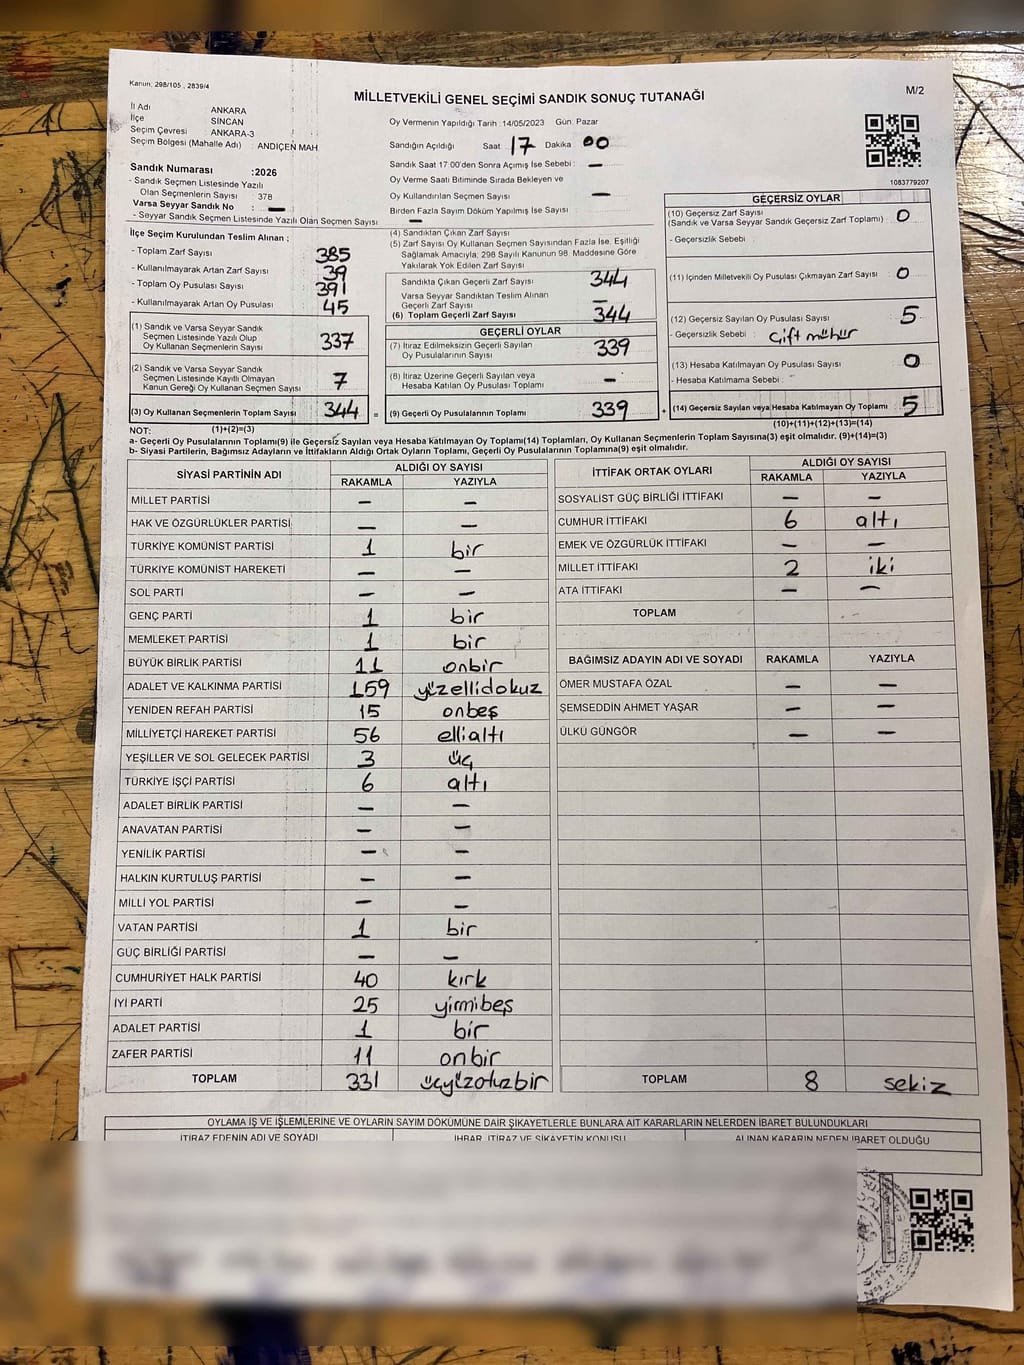 Kanun: 298/105 , 2839/4
MİLLETVEKİLİ GENEL SEÇİMİ SANDIK SONUÇ TUTANAĞI
M/2
İl Adı ANKARA
İlçe SİNCAN
Seçim Çevresi : ANKARA-3
Seçim Bölgesi (Mahalle Adı) : ANDİÇEN MAH.
Oy Vermenin Yapıldığı Tarih : 14/05/2023 Gün: Pazar
Sandığın Açıldığı Saat 17 Dakika 00
Sandık Saat 17:00'den Sonra Açılmış İse Sebebi : –
Oy Verme Saati Bitiminde Sırada Bekleyen ve
Oy Kullandırılan Seçmen Sayısı –
Birden Fazla Sayım Döküm Yapılmış İse Sayısı –
1083779207
Sandık Numarası :2026
- Sandık Seçmen Listesinde Yazılı
Olan Seçmenlerin Sayısı 378
Varsa Seyyar Sandık No : –
- Seyyar Sandık Seçmen Listesinde Yazılı Olan Seçmen Sayısı
İlçe Seçim Kurulundan Teslim Alınan ;
- Toplam Zarf Sayısı 385
- Kullanılmayarak Artan Zarf Sayısı 39
- Toplam Oy Pusulası Sayısı 391
- Kullanılmayarak Artan Oy Pusulası 45
(1) Sandık ve Varsa Seyyar Sandık
Seçmen Listesinde Yazılı Olup
Oy Kullanan Seçmenlerin Sayısı 337
(2) Sandık ve Varsa Seyyar Sandık
Seçmen Listesinde Kayıtlı Olmayan
Kanun Gereği Oy Kullanan Seçmen Sayısı 7
(3) Oy Kullanan Seçmenlerin Toplam Sayısı 344 =
(1)+(2)=(3)
(4) Sandıktan Çıkan Zarf Sayısı
(5) Zarf Sayısı Oy Kullanan Seçmen Sayısından Fazla İse, Eşitliği
Sağlamak Amacıyla, 298 Sayılı Kanunun 98. Maddesine Göre
Yakılarak Yok Edilen Zarf Sayısı
Sandıkta Çıkan Geçerli Zarf Sayısı 344
Varsa Seyyar Sandıktan Teslim Alınan
Geçerli Zarf Sayısı –
(6) Toplam Geçerli Zarf Sayısı 344
GEÇERLİ OYLAR
(7) İtiraz Edilmeksizin Geçerli Sayılan
Oy Pusulalarının Sayısı 339
(8) İtiraz Üzerine Geçerli Sayılan veya
Hesaba Katılan Oy Pusulası Toplamı –
(9) Geçerli Oy Pusulalarının Toplamı 339 +
GEÇERSİZ OYLAR
(10) Geçersiz Zarf Sayısı
(Sandık ve Varsa Seyyar Sandık Geçersiz Zarf Toplamı) 0
- Geçersizlik Sebebi :
(11) İçinden Milletvekili Oy Pusulası Çıkmayan Zarf Sayısı 0
(12) Geçersiz Sayılan Oy Pusulası Sayısı 5
- Geçersizlik Sebebi : Çift mühür
(13) Hesaba Katılmayan Oy Pusulası Sayısı 0
- Hesaba Katılmama Sebebi :
(14) Geçersiz Sayılan veya Hesaba Katılmayan Oy Toplamı 5
(10)+(11)+(12)+(13)=(14)
NOT:
a- Geçerli Oy Pusulalarının Toplamı(9) ile Geçersiz Sayılan veya Hesaba Katılmayan Oy Toplamı(14) Toplamları, Oy Kullanan Seçmenlerin Toplam Sayısına(3) eşit olmalıdır. (9)+(14)=(3)
b- Siyasi Partilerin, Bağımsız Adayların ve İttifakların Aldığı Oyların Toplamı, Geçerli Oy Pusulalarının Toplamına(9) eşit olmalıdır.
SİYASİ PARTİNİN ADI ALDIĞI OY SAYISI
RAKAMLA YAZIYLA
MİLLET PARTİSİ – –
HAK VE ÖZGÜRLÜKLER PARTİSİ – –
TÜRKİYE KOMÜNİST PARTİSİ 1 bir
TÜRKİYE KOMÜNİST HAREKETİ – –
SOL PARTİ – –
GENÇ PARTİ 1 bir
MEMLEKET PARTİSİ 1 bir
BÜYÜK BİRLİK PARTİSİ 11 onbir
ADALET VE KALKINMA PARTİSİ 159 yüzellidokuz
YENİDEN REFAH PARTİSİ 15 onbeş
MİLLİYETÇİ HAREKET PARTİSİ 56 ellialtı
YEŞİLLER VE SOL GELECEK PARTİSİ 3 üç
TÜRKİYE İŞÇİ PARTİSİ 6 altı
ADALET BİRLİK PARTİSİ – –
ANAVATAN PARTİSİ – –
YENİLİK PARTİSİ – –
HALKIN KURTULUŞ PARTİSİ – –
MİLLİ YOL PARTİSİ – –
VATAN PARTİSİ 1 bir
GÜÇ BİRLİĞİ PARTİSİ – –
CUMHURİYET HALK PARTİSİ 40 kırk
İYİ PARTİ 25 yirmibeş
ADALET PARTİSİ 1 bir
ZAFER PARTİSİ 11 onbir
TOPLAM 331 üçyüzotuzbir
İTTİFAK ORTAK OYLARI ALDIĞI OY SAYISI
RAKAMLA YAZIYLA
SOSYALİST GÜÇ BİRLİĞİ İTTİFAKI – –
CUMHUR İTTİFAKI 6 altı
EMEK VE ÖZGÜRLÜK İTTİFAKI – –
MİLLET İTTİFAKI 2 iki
ATA İTTİFAKI – –
TOPLAM
BAĞIMSIZ ADAYIN ADI VE SOYADI RAKAMLA YAZIYLA
ÖMER MUSTAFA ÖZAL – –
ŞEMSEDDİN AHMET YAŞAR – –
ÜLKÜ GÜNGÖR – –
TOPLAM 8 sekiz
OYLAMA İŞ VE İŞLEMLERİNE VE OYLARIN SAYIM DÖKÜMÜNE DAİR ŞİKAYETLERLE BUNLARA AİT KARARLARIN NELERDEN İBARET BULUNDUKLARI
İTİRAZ EDENİN ADI VE SOYADI İHBAR, İTİRAZ VE ŞİKAYETİN KONUSU ALINAN KARARIN NEDEN İBARET OLDUĞU